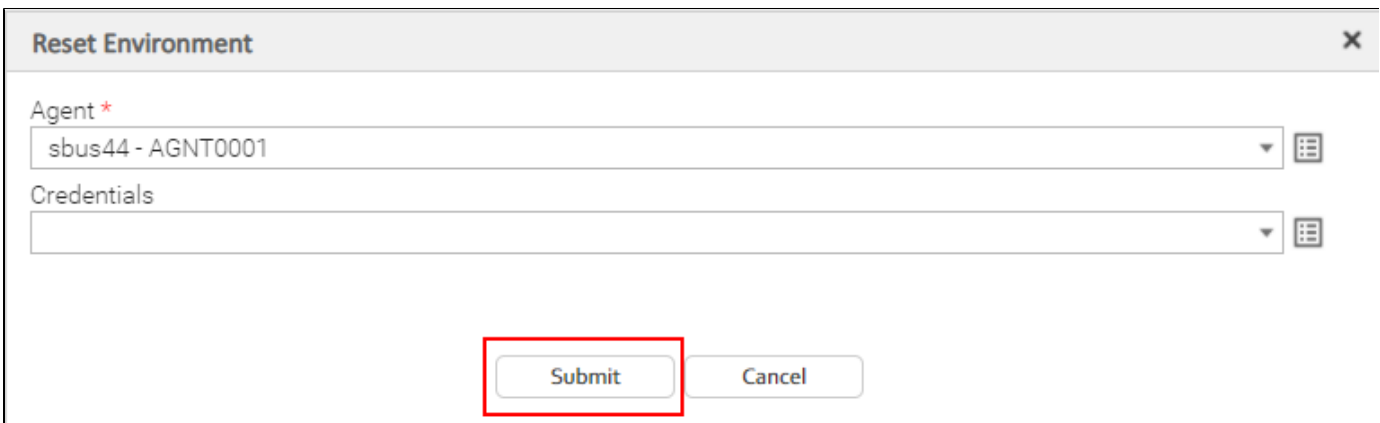 Reset Environment
Agent *
sbus44 - AGNT0001
Credentials
Submit Cancel